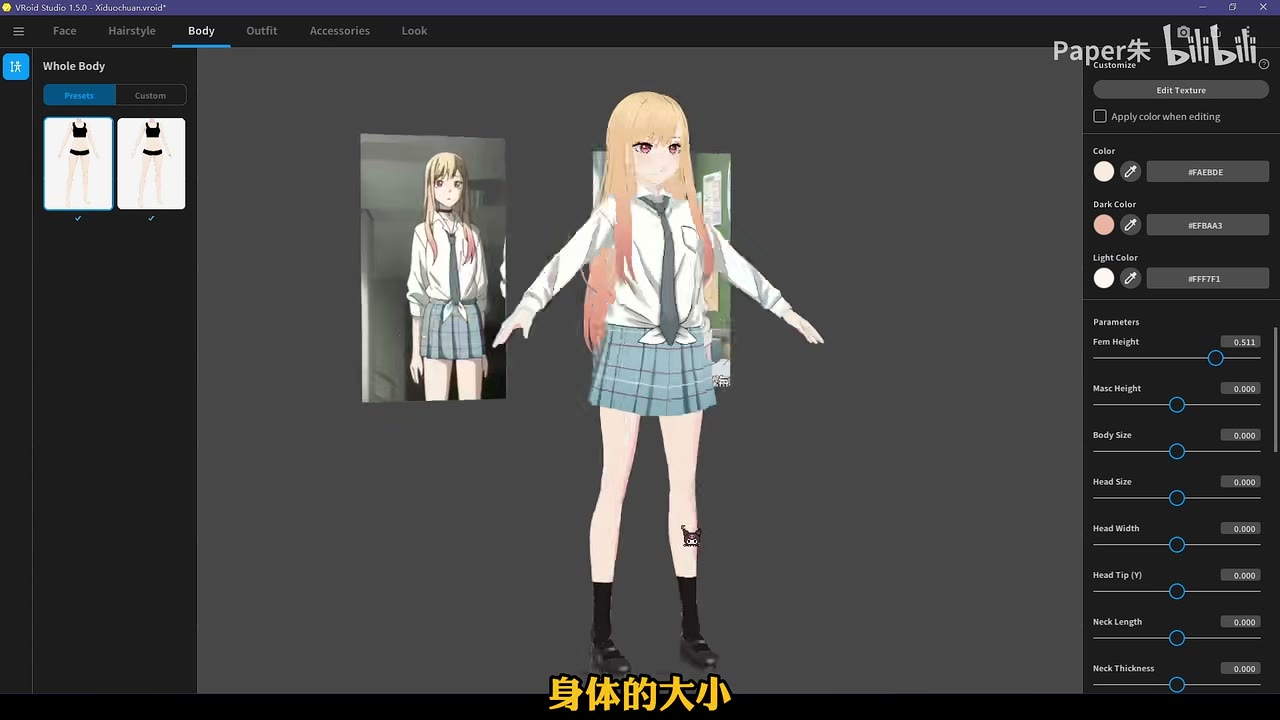 VRoid Studio 1.5.0 - Xiduochuan.vroid*
Face
Hairstyle
Body
Outfit
Accessories
Look
Paper朱 bilibili
Whole Body
Presets
Custom
Customize
Edit Texture
Apply color when editing
Color
#FAEBDE
Dark Color
#EFBAA3
Light Color
#FFF7F1
Parameters
Fem Height
0.511
Masc Height
0.000
Body Size
0.000
Head Size
0.000
Head Width
0.000
Head Tip (Y)
0.000
Neck Length
0.000
Neck Thickness
0.000
身体的大小